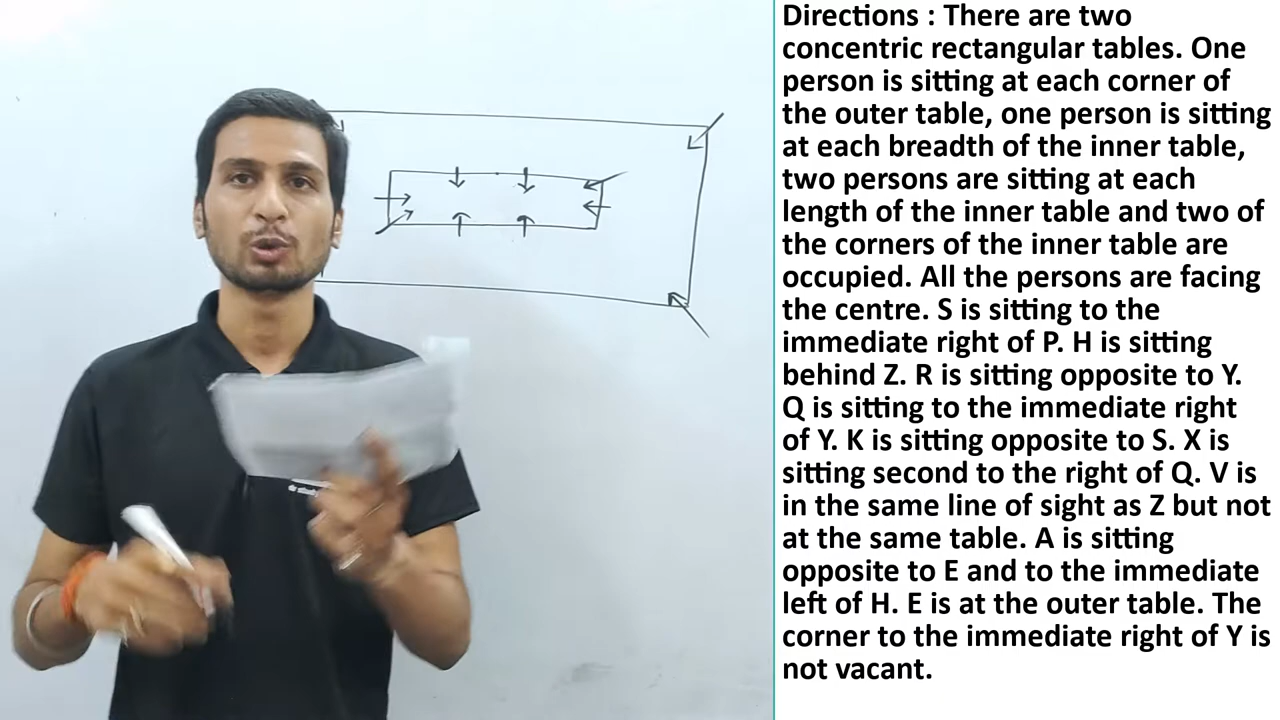 Directions : There are two
concentric rectangular tables. One
person is sitting at each corner of
the outer table, one person is sitting
at each breadth of the inner table,
two persons are sitting at each
length of the inner table and two of
the corners of the inner table are
occupied. All the persons are facing
the centre. S is sitting to the
immediate right of P. H is sitting
behind Z. R is sitting opposite to Y.
Q is sitting to the immediate right
of Y. K is sitting opposite to S. X is
sitting second to the right of Q. V is
in the same line of sight as Z but not
at the same table. A is sitting
opposite to E and to the immediate
left of H. E is at the outer table. The
corner to the immediate right of Y is
not vacant.